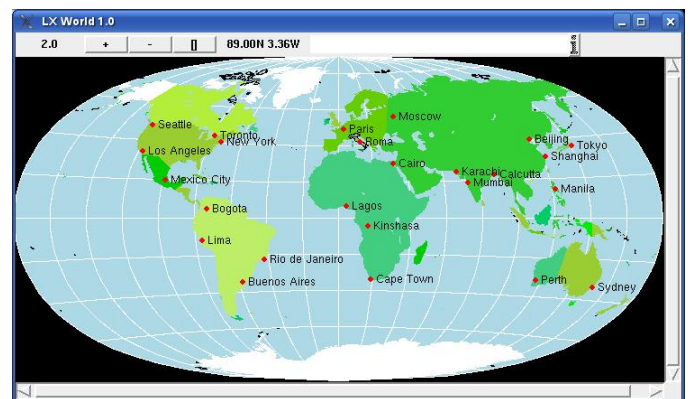 LX World 1.0
2.0 + - [] 89.00N 3.36W
Moscow
Seattle
Paris
Toronto
New York
Roma
Beijing
Tokyo
Los Angeles
Shanghai
Cairo
Karachi
Calcutta
Mexico City
Mumbai
Manila
Bogota
Lagos
Kinshasa
Lima
Rio de Janeiro
Buenos Aires
Cape Town
Perth
Sydney